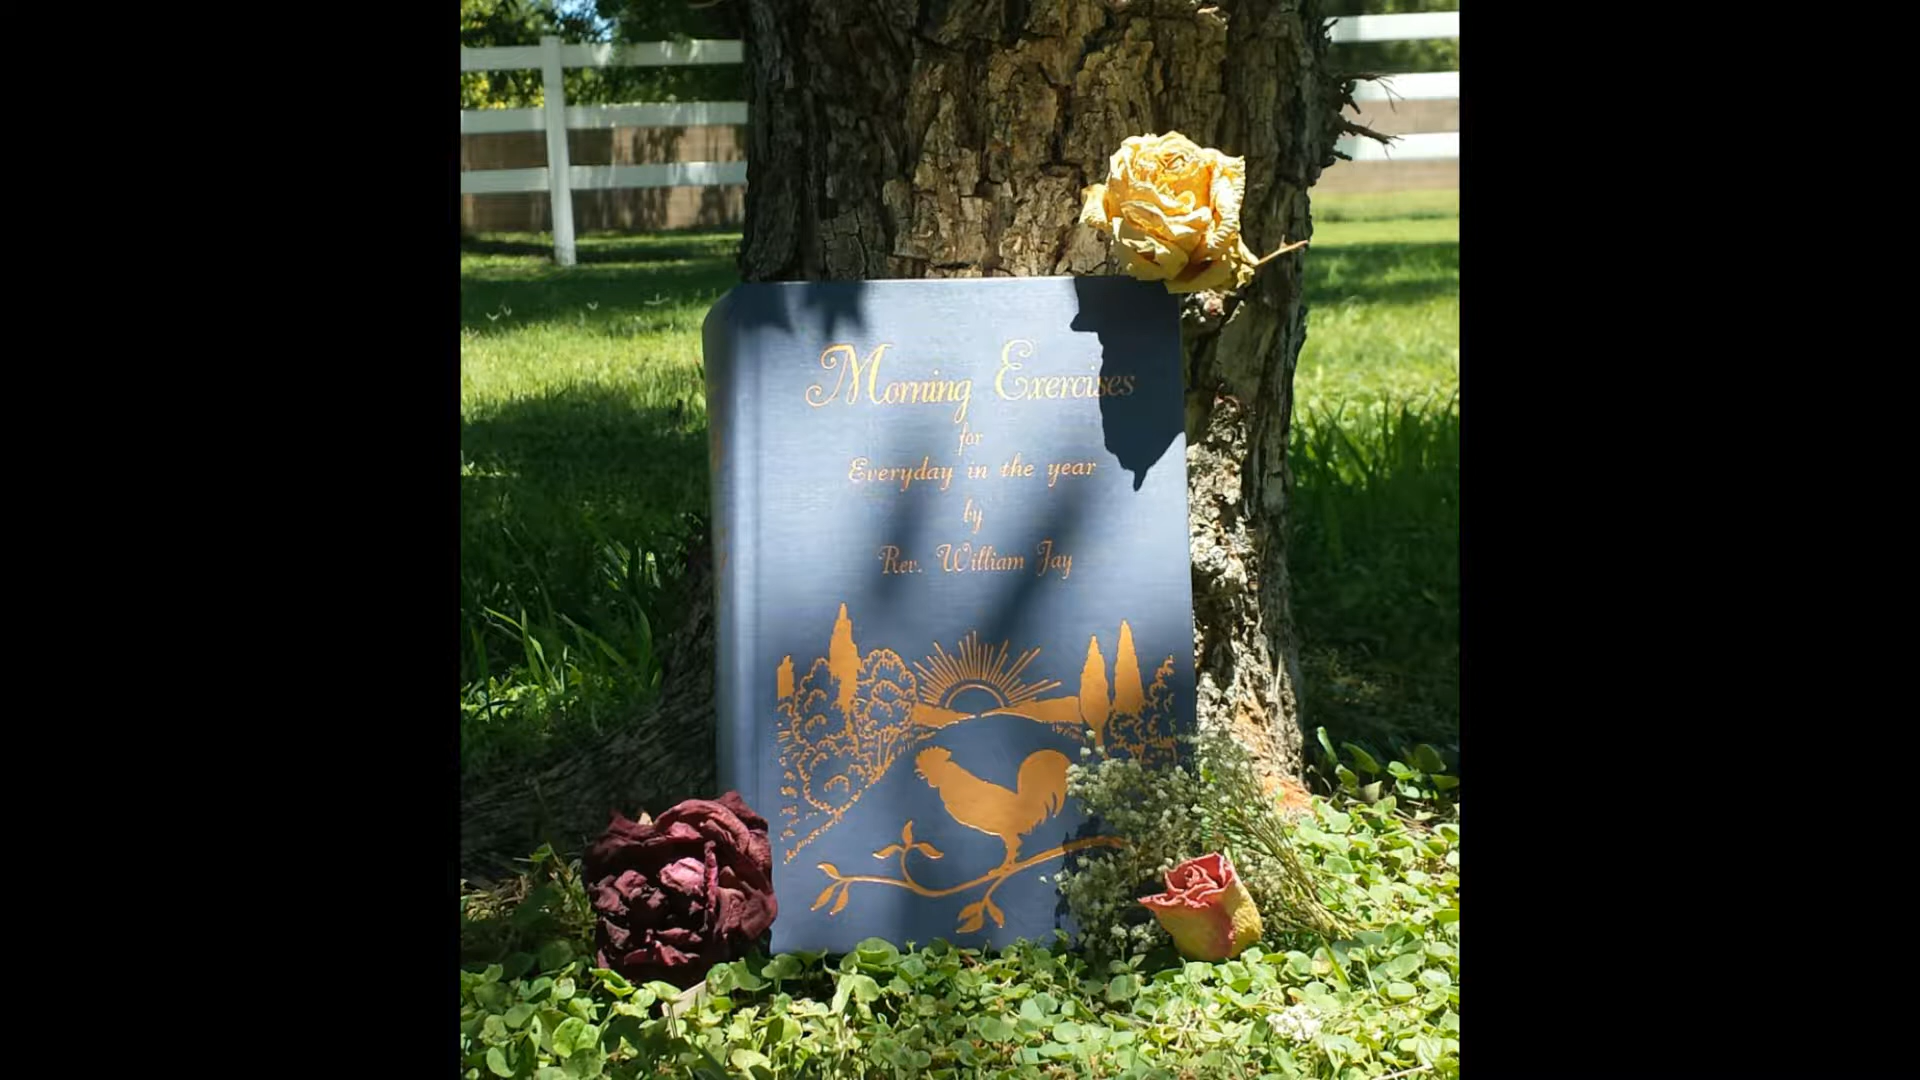 Morning Exercises
for
Everyday in the year
by
Rev. William Jay